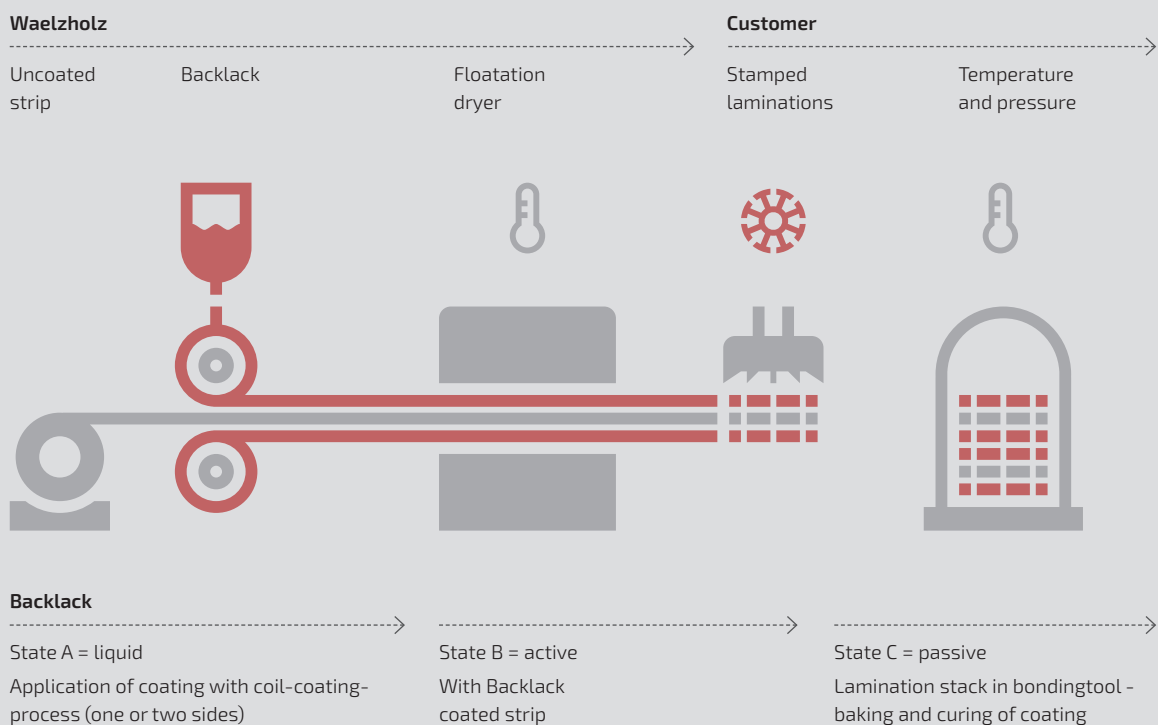 Waelzholz
Customer
Uncoated
strip
Backlack
Floatation
dryer
Stamped
laminations
Temperature
and pressure
Backlack
State A = liquid
Application of coating with coil-coating-
process (one or two sides)
State B = active
With Backlack
coated strip
State C = passive
Lamination stack in bondingtool -
baking and curing of coating